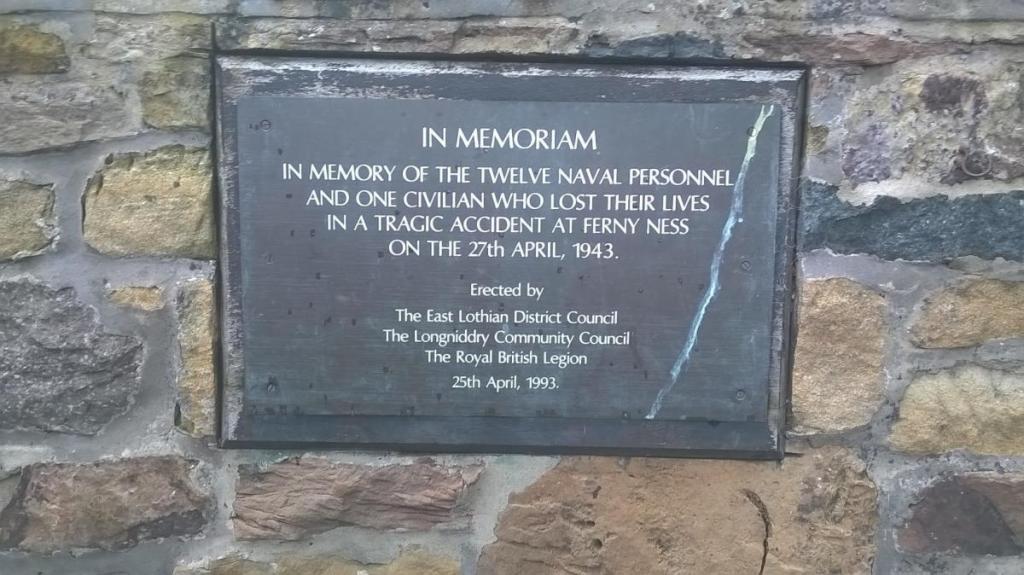 IN MEMORIAM
IN MEMORY OF THE TWELVE NAVAL PERSONNEL
AND ONE CIVILIAN WHO LOST THEIR LIVES
IN A TRAGIC ACCIDENT AT FERNY NESS
ON THE 27th APRIL, 1943.
Erected by
The East Lothian District Council
The Longniddry Community Council
The Royal British Legion
25th April, 1993.